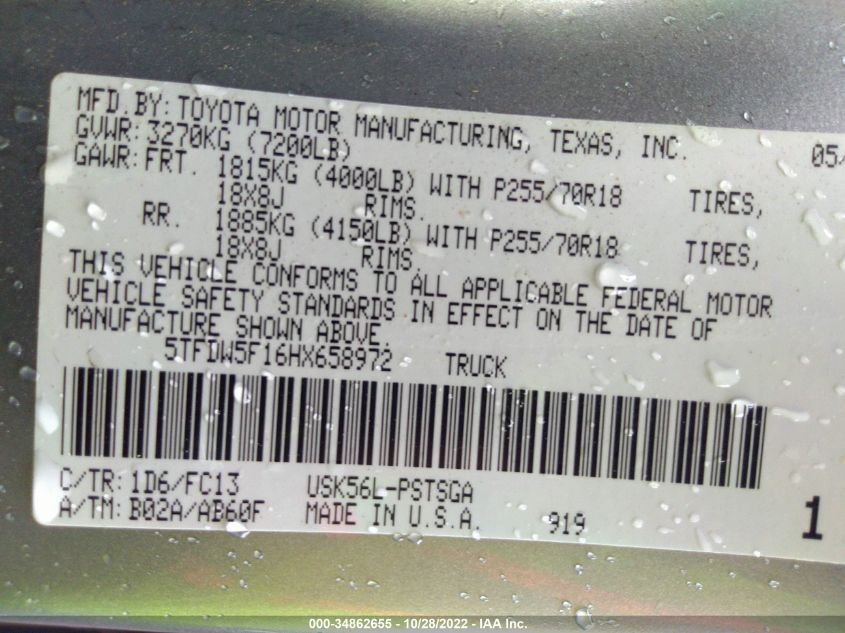 MFD. BY: TOYOTA MOTOR MANUFACTURING, TEXAS, INC. 05/
GVWR: 3270KG (7200LB)
GAWR: FRT. 1815KG (4000LB) WITH P255/70R18 TIRES,
18X8J RIMS.
RR. 1885KG (4150LB) WITH P255/70R18 TIRES,
18X8J RIMS.
THIS VEHICLE CONFORMS TO ALL APPLICABLE FEDERAL MOTOR
VEHICLE SAFETY STANDARDS IN EFFECT ON THE DATE OF
MANUFACTURE SHOWN ABOVE.
5TFDW5F16HX658972 TRUCK
C/TR: 1D6/FC13 USK56L-PSTSGA
A/TM: B02A/AB60F MADE IN U.S.A. 919 1
000-34862655 - 10/28/2022 - IAA Inc.